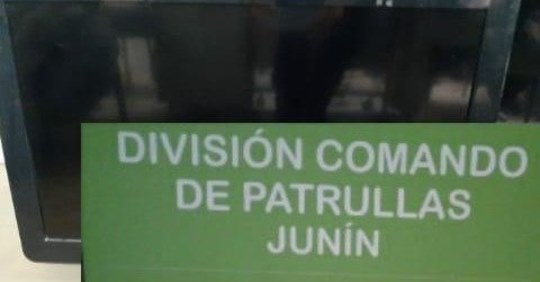 DIVISIÓN COMANDO
DE PATRULLAS
JUNÍN